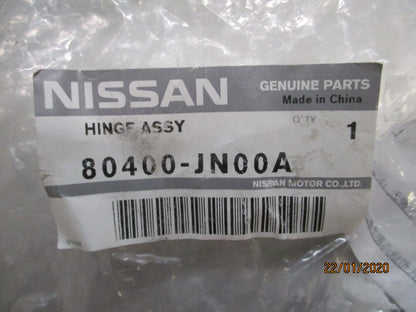 NISSAN
GENUINE PARTS
Made in China
HINGE ASSY
Q'TY
1
80400-JN00A
NISSAN MOTOR CO.,LTD.
22/01/2020